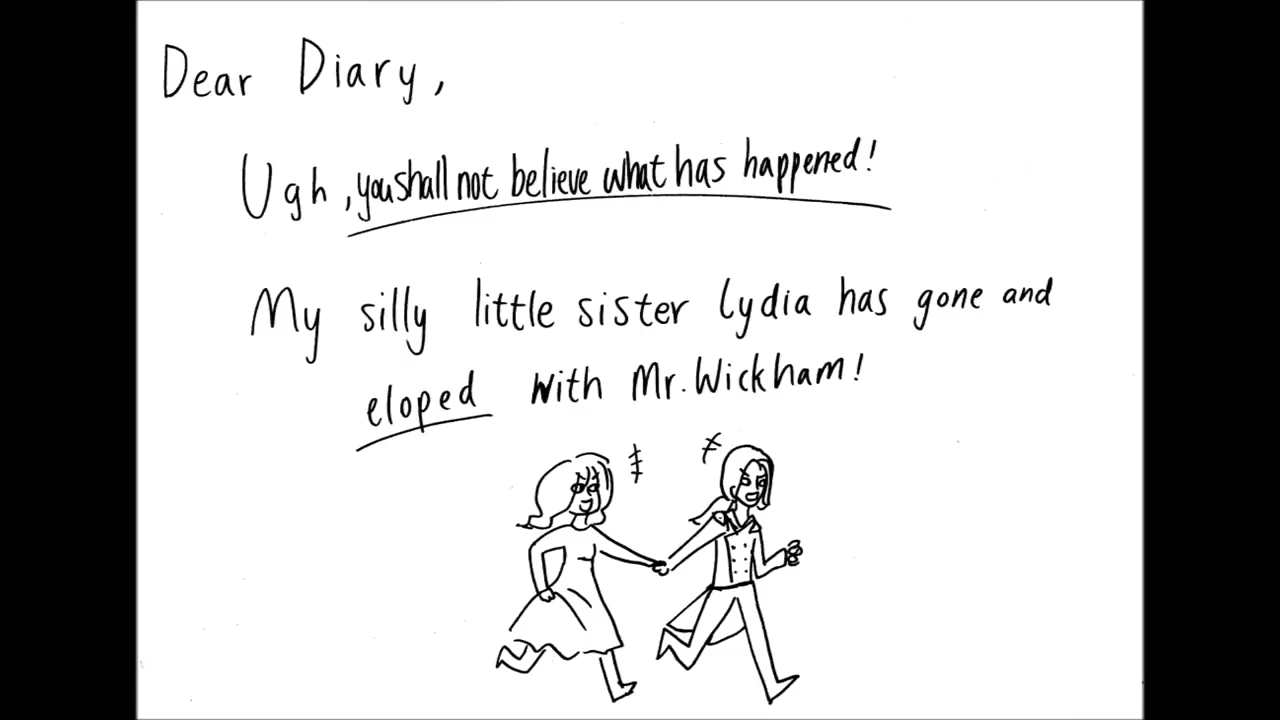 Dear Diary,
Ugh, you shall not believe what has happened!
My silly little sister Lydia has gone and
eloped with Mr. Wickham!